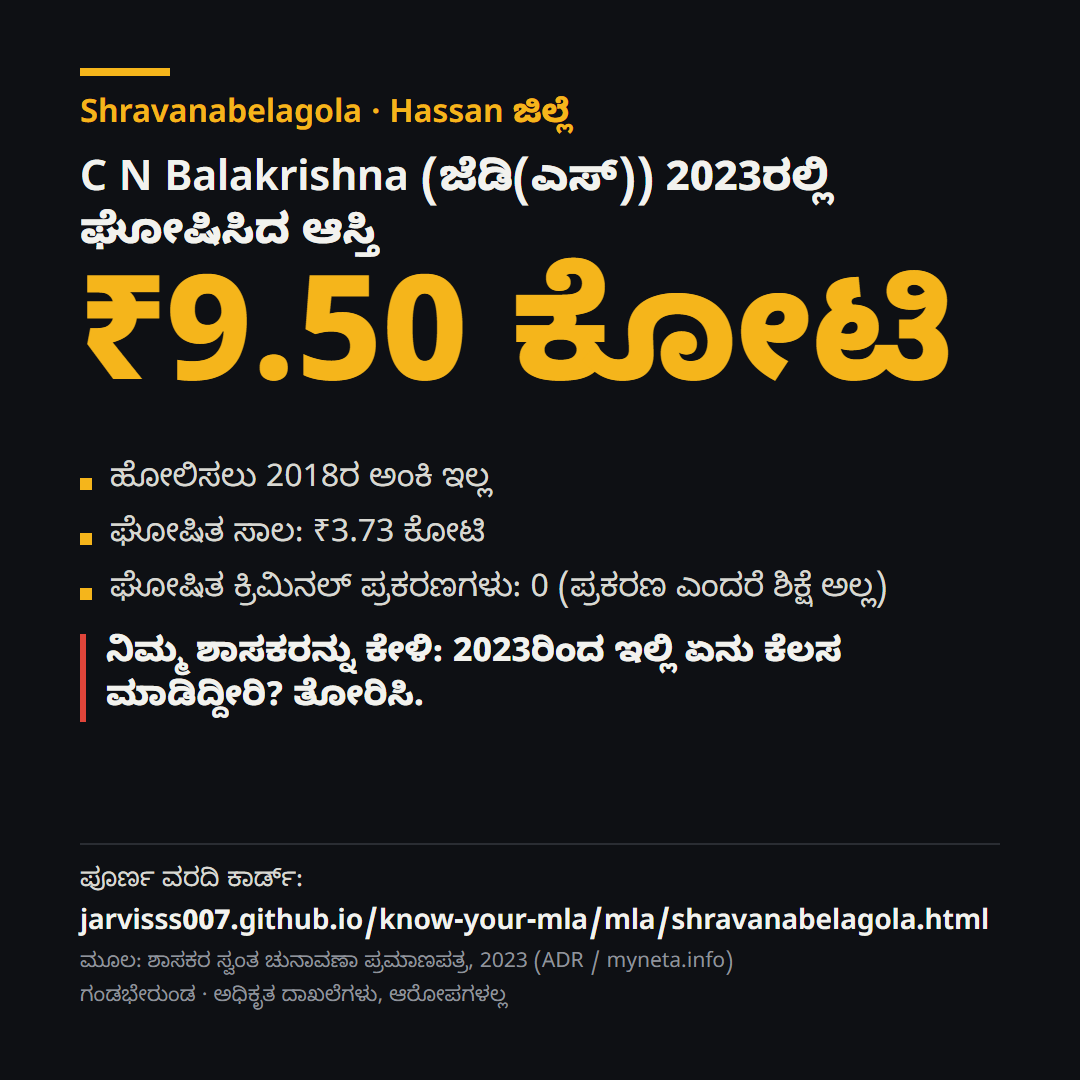 Shravanabelagola · Hassan ಜಿಲ್ಲೆ
C N Balakrishna (ಜೆಡಿ(ಎಸ್)) 2023ರಲ್ಲಿ
ಘೋಷಿಸಿದ ಆಸ್ತಿ
₹9.50 ಕೋಟಿ
ಹೋಲಿಸಲು 2018ರ ಅಂಕಿ ಇಲ್ಲ
ಘೋಷಿತ ಸಾಲ: ₹3.73 ಕೋಟಿ
ಘೋಷಿತ ಕ್ರಿಮಿನಲ್ ಪ್ರಕರಣಗಳು: 0 (ಪ್ರಕರಣ ಎಂದರೆ ಶಿಕ್ಷೆ ಅಲ್ಲ)
ನಿಮ್ಮ ಶಾಸಕರನ್ನು ಕೇಳಿ: 2023ರಿಂದ ಇಲ್ಲಿ ಏನು ಕೆಲಸ
ಮಾಡಿದ್ದೀರಿ? ತೋರಿಸಿ.
ಪೂರ್ಣ ವರದಿ ಕಾರ್ಡ್:
jarvisss007.github.io/know-your-mla/mla/shravanabelagola.html
ಮೂಲ: ಶಾಸಕರ ಸ್ವಂತ ಚುನಾವಣಾ ಪ್ರಮಾಣಪತ್ರ, 2023 (ADR / myneta.info)
ಗಂಡಭೇರುಂಡ · ಅಧಿಕೃತ ದಾಖಲೆಗಳು, ಆರೋಪಗಳಲ್ಲ